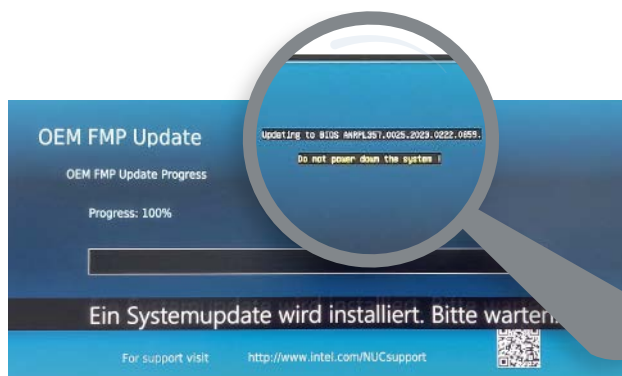 Updating to BIOS ANRPL357.0025.2023.0222.0659.
Do not power down the system !
OEM FMP Update
OEM FMP Update Progress
Progress: 100%
Ein Systemupdate wird installiert. Bitte warten.
For support visit http://www.intel.com/NUCsupport